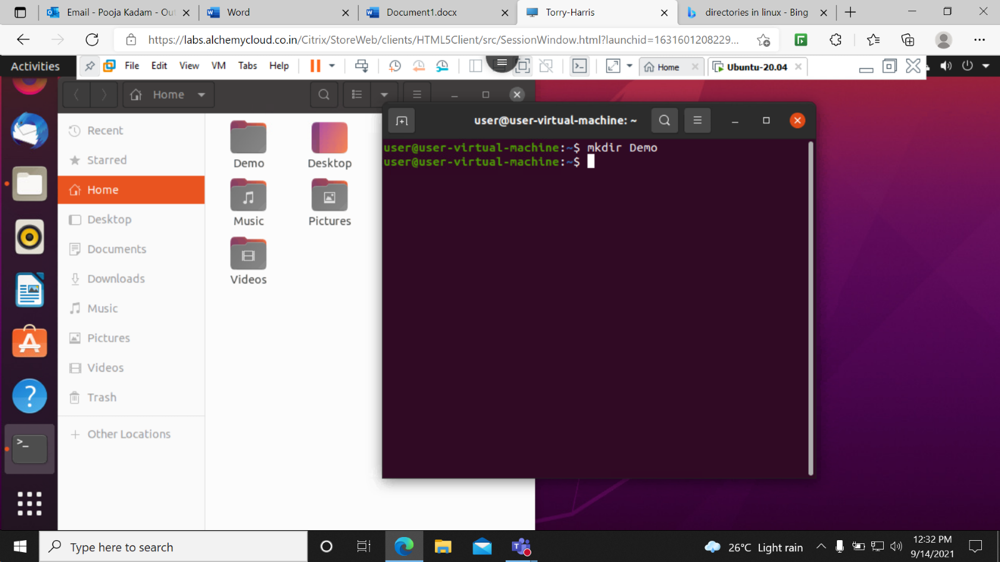 Email - Pooja Kadam - Ou
Word
Document1.docx
Torry-Harris
directories in linux - Bing
https://labs.alchemycloud.co.in/Citrix/StoreWeb/clients/HTML5Client/src/SessionWindow.html?launchid=1631601208229...
Activities
File Edit View VM Tabs Help
Home
Ubuntu-20.04
Home
user@user-virtual-machine: ~
Recent
Starred
Home
Desktop
Documents
Downloads
Music
Pictures
Videos
Trash
+ Other Locations
Demo
Desktop
Music
Pictures
Videos
user@user-virtual-machine:~$ mkdir Demo
user@user-virtual-machine:~$
Type here to search
26°C Light rain
12:32 PM
9/14/2021